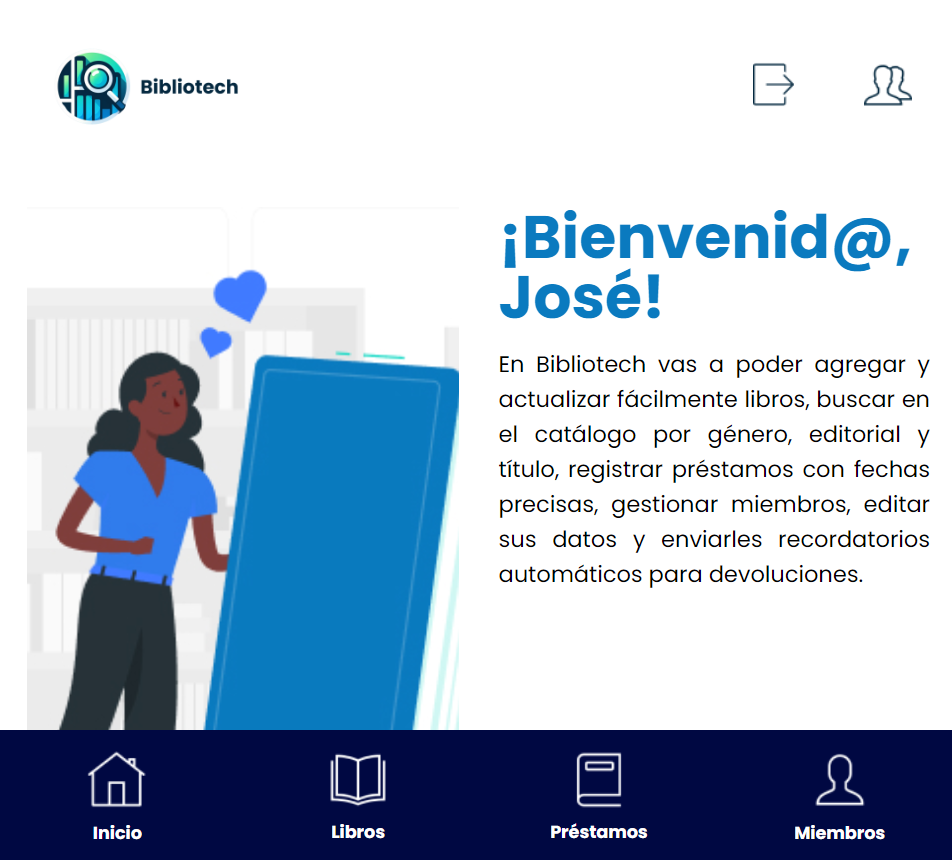 Bibliotech
¡Bienvenid@,
José!
En Bibliotech vas a poder agregar y
actualizar fácilmente libros, buscar en
el catálogo por género, editorial y
título, registrar préstamos con fechas
precisas, gestionar miembros, editar
sus datos y enviarles recordatorios
automáticos para devoluciones.
Inicio
Libros
Préstamos
Miembros